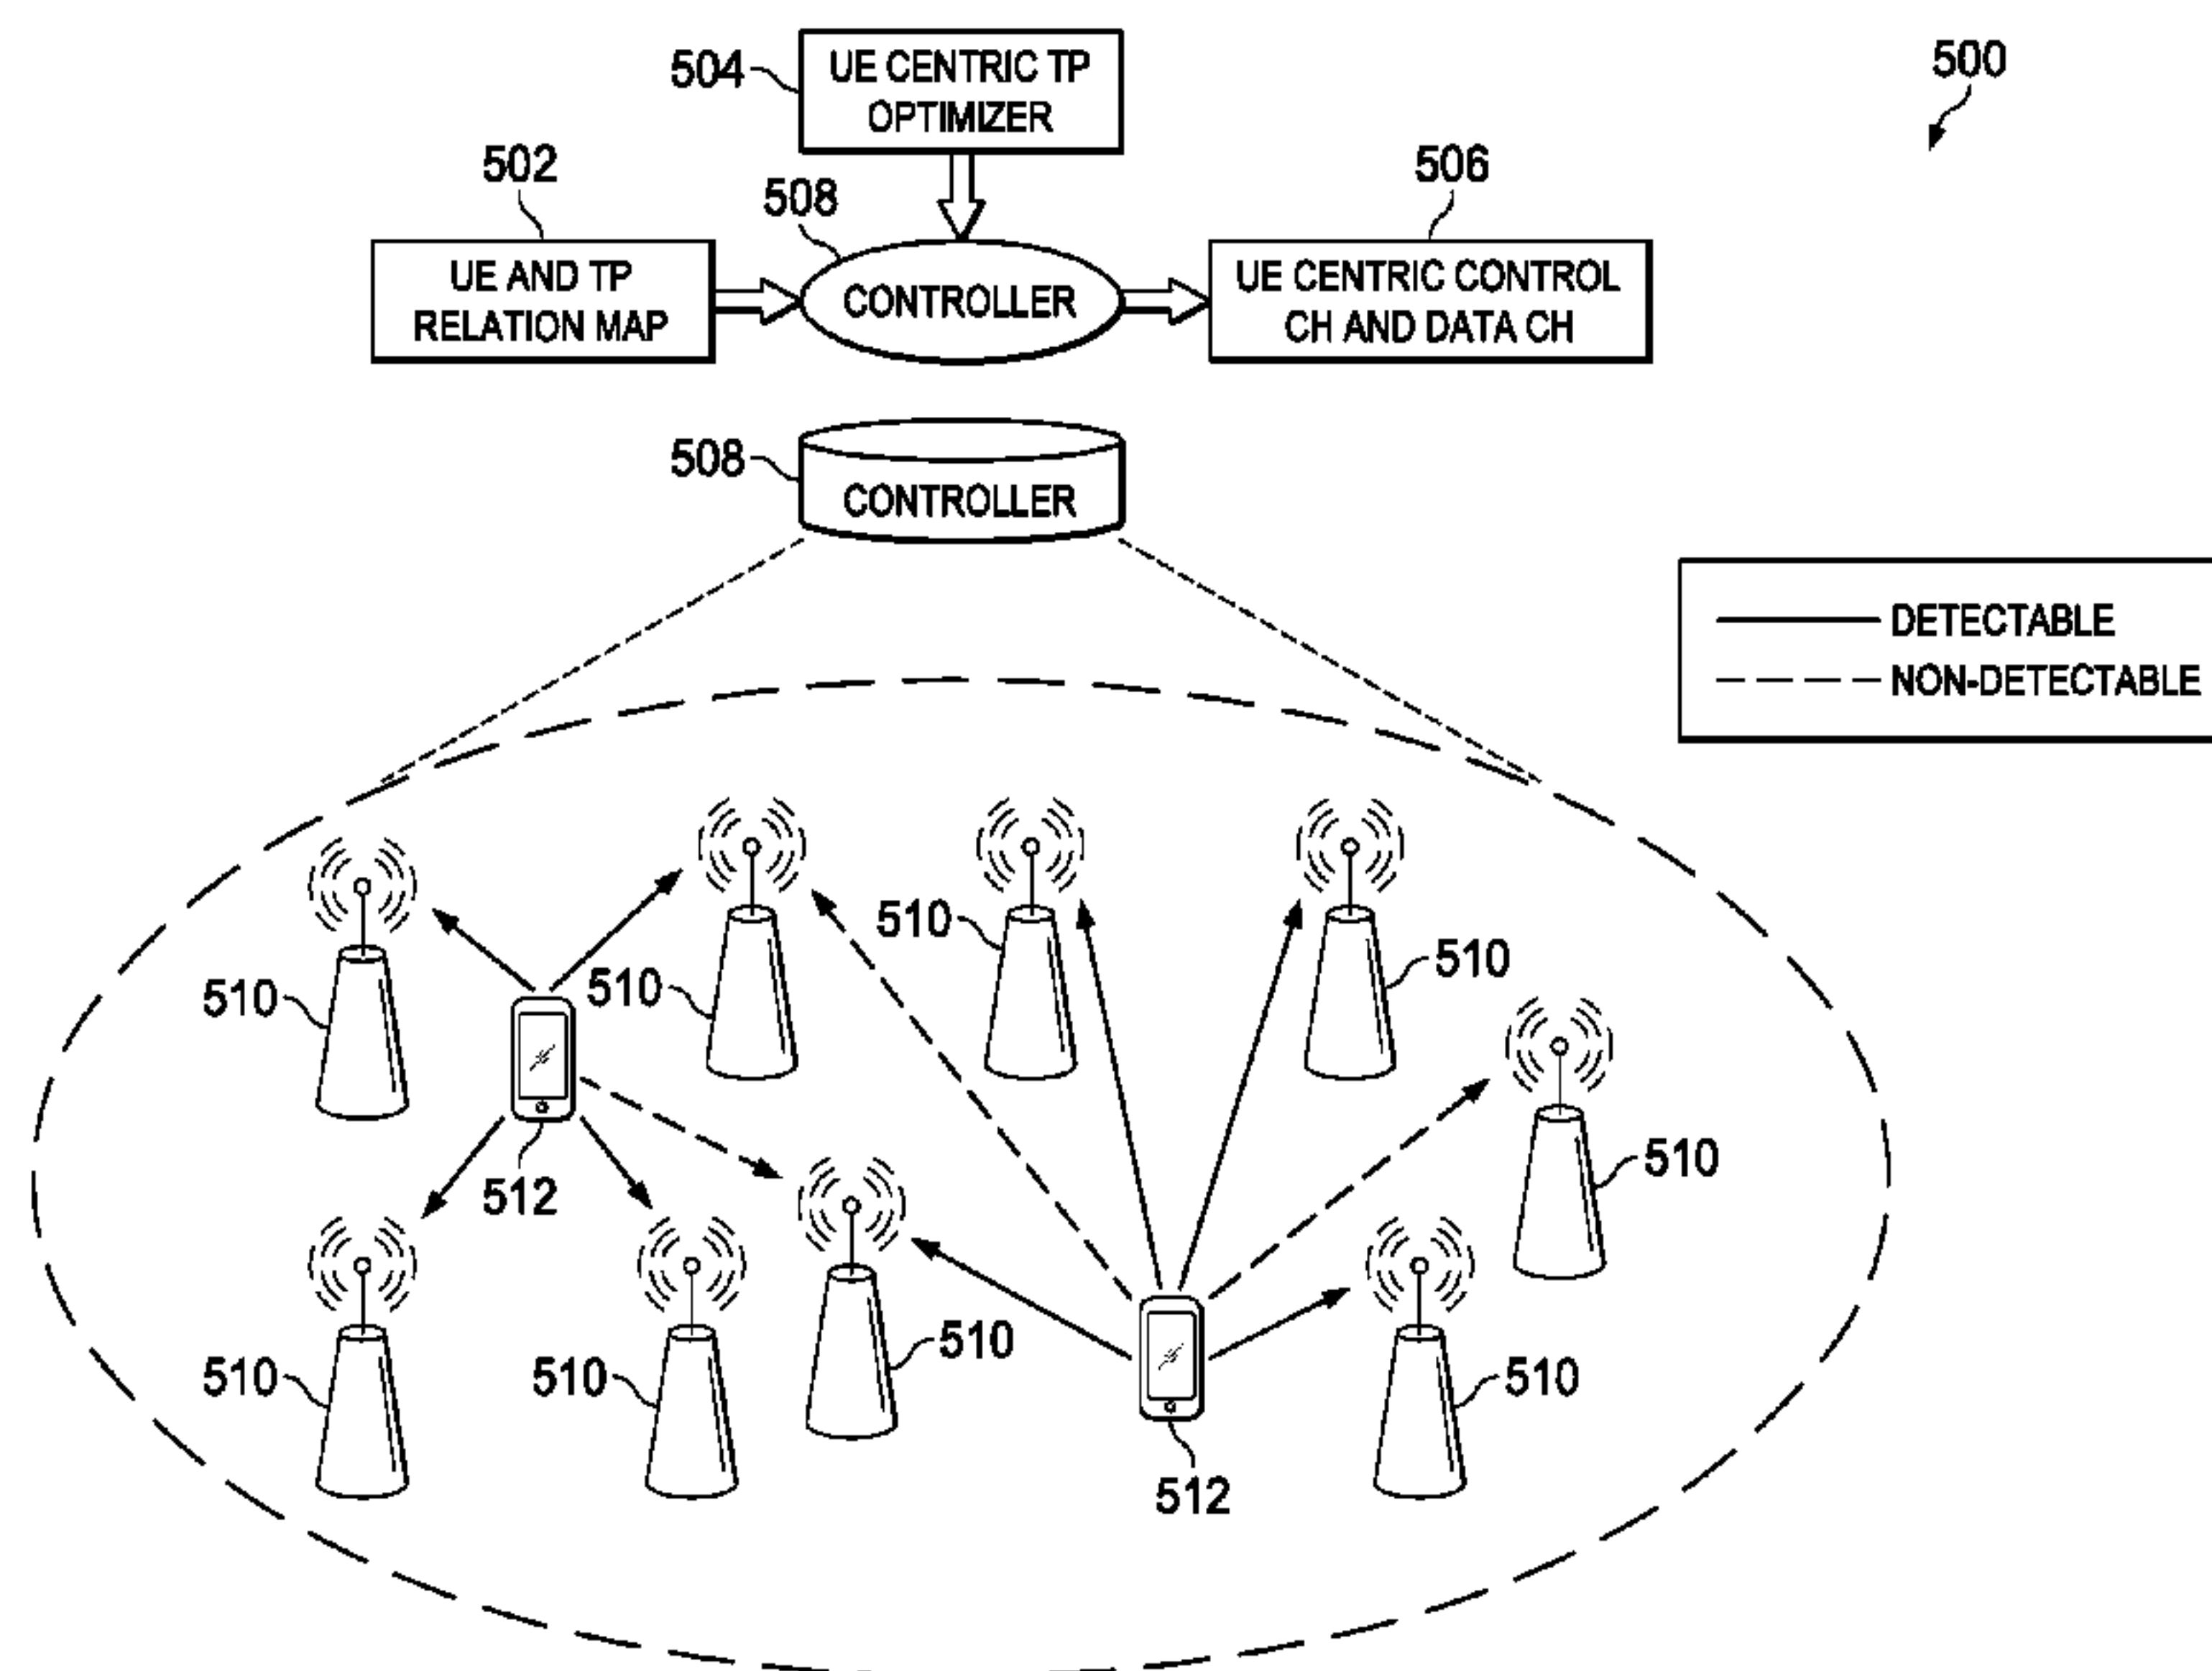 504
UE CENTRIC TP
OPTIMIZER
500
502
508
506
UE AND TP
RELATION MAP
CONTROLLER
UE CENTRIC CONTROL
CH AND DATA CH
508
CONTROLLER
DETECTABLE
NON-DETECTABLE
510
510
510
510
510
512
510
510
510
510
512